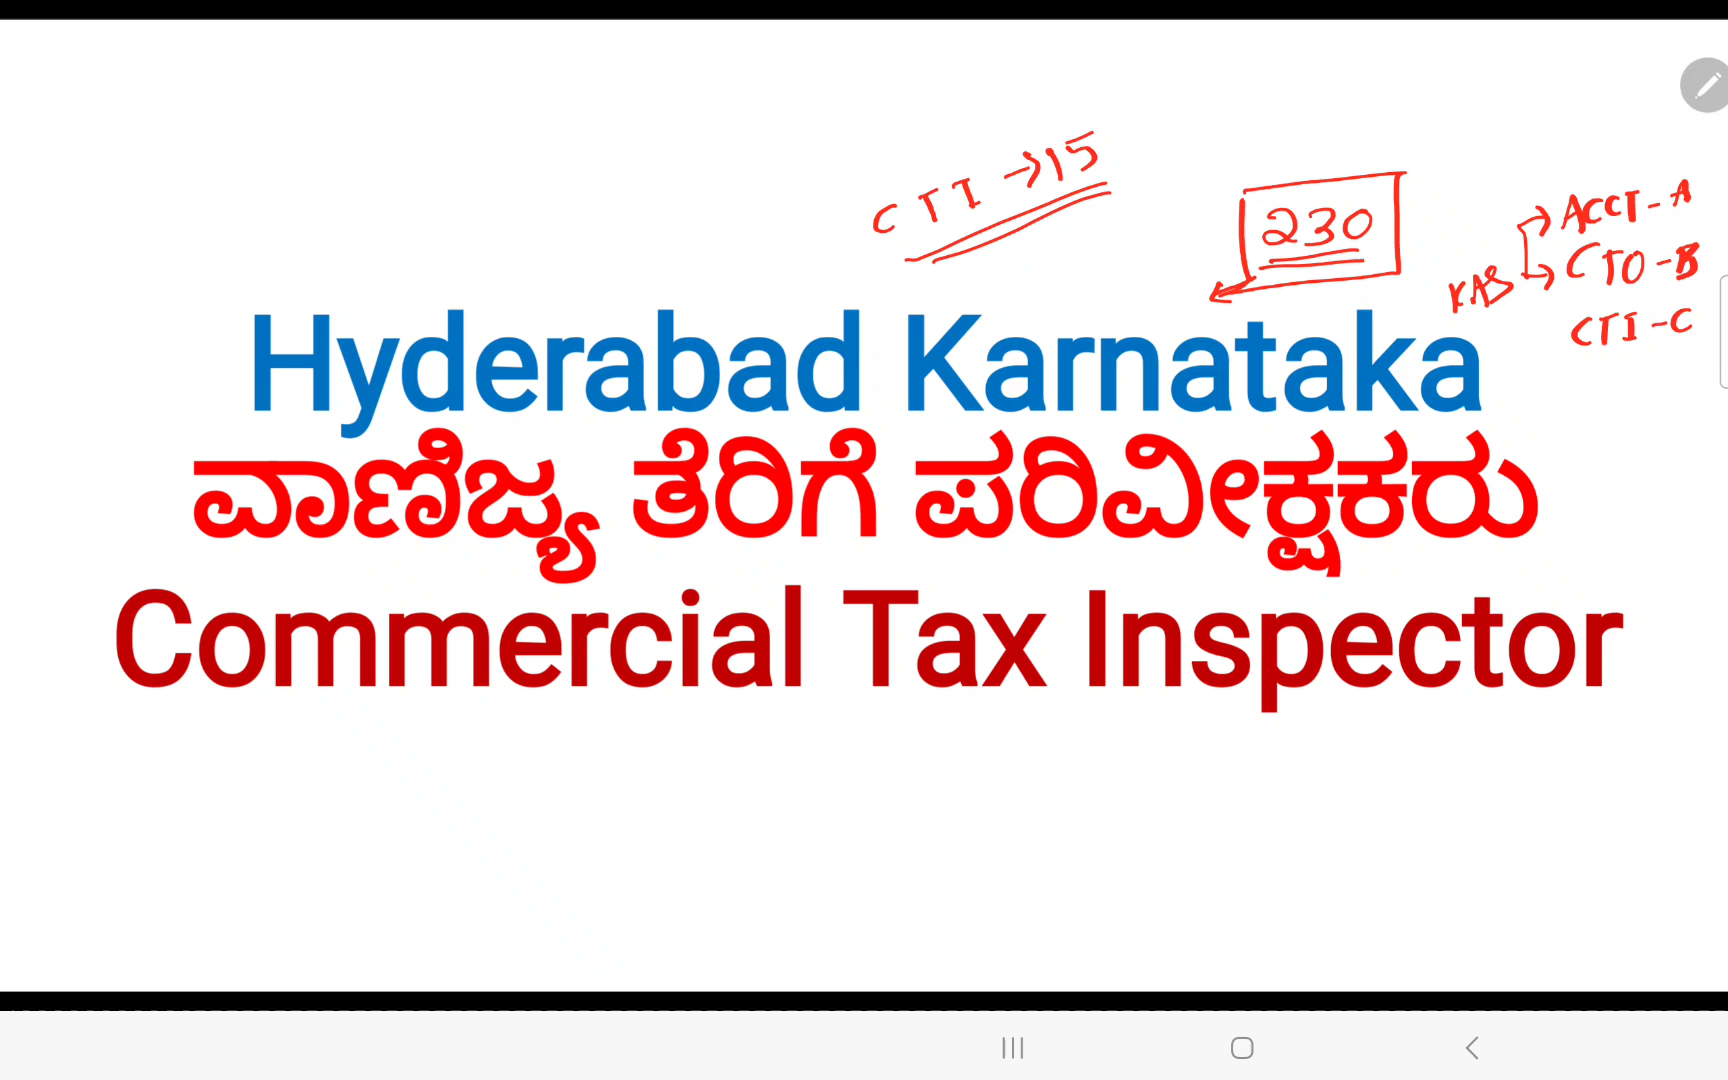 CTI → 15
230
KAS → ACCT - A
→ CTO - B
CTI - C
Hyderabad Karnataka
ವಾಣಿಜ್ಯ ತೆರಿಗೆ ಪರಿವೀಕ್ಷಕರು
Commercial Tax Inspector